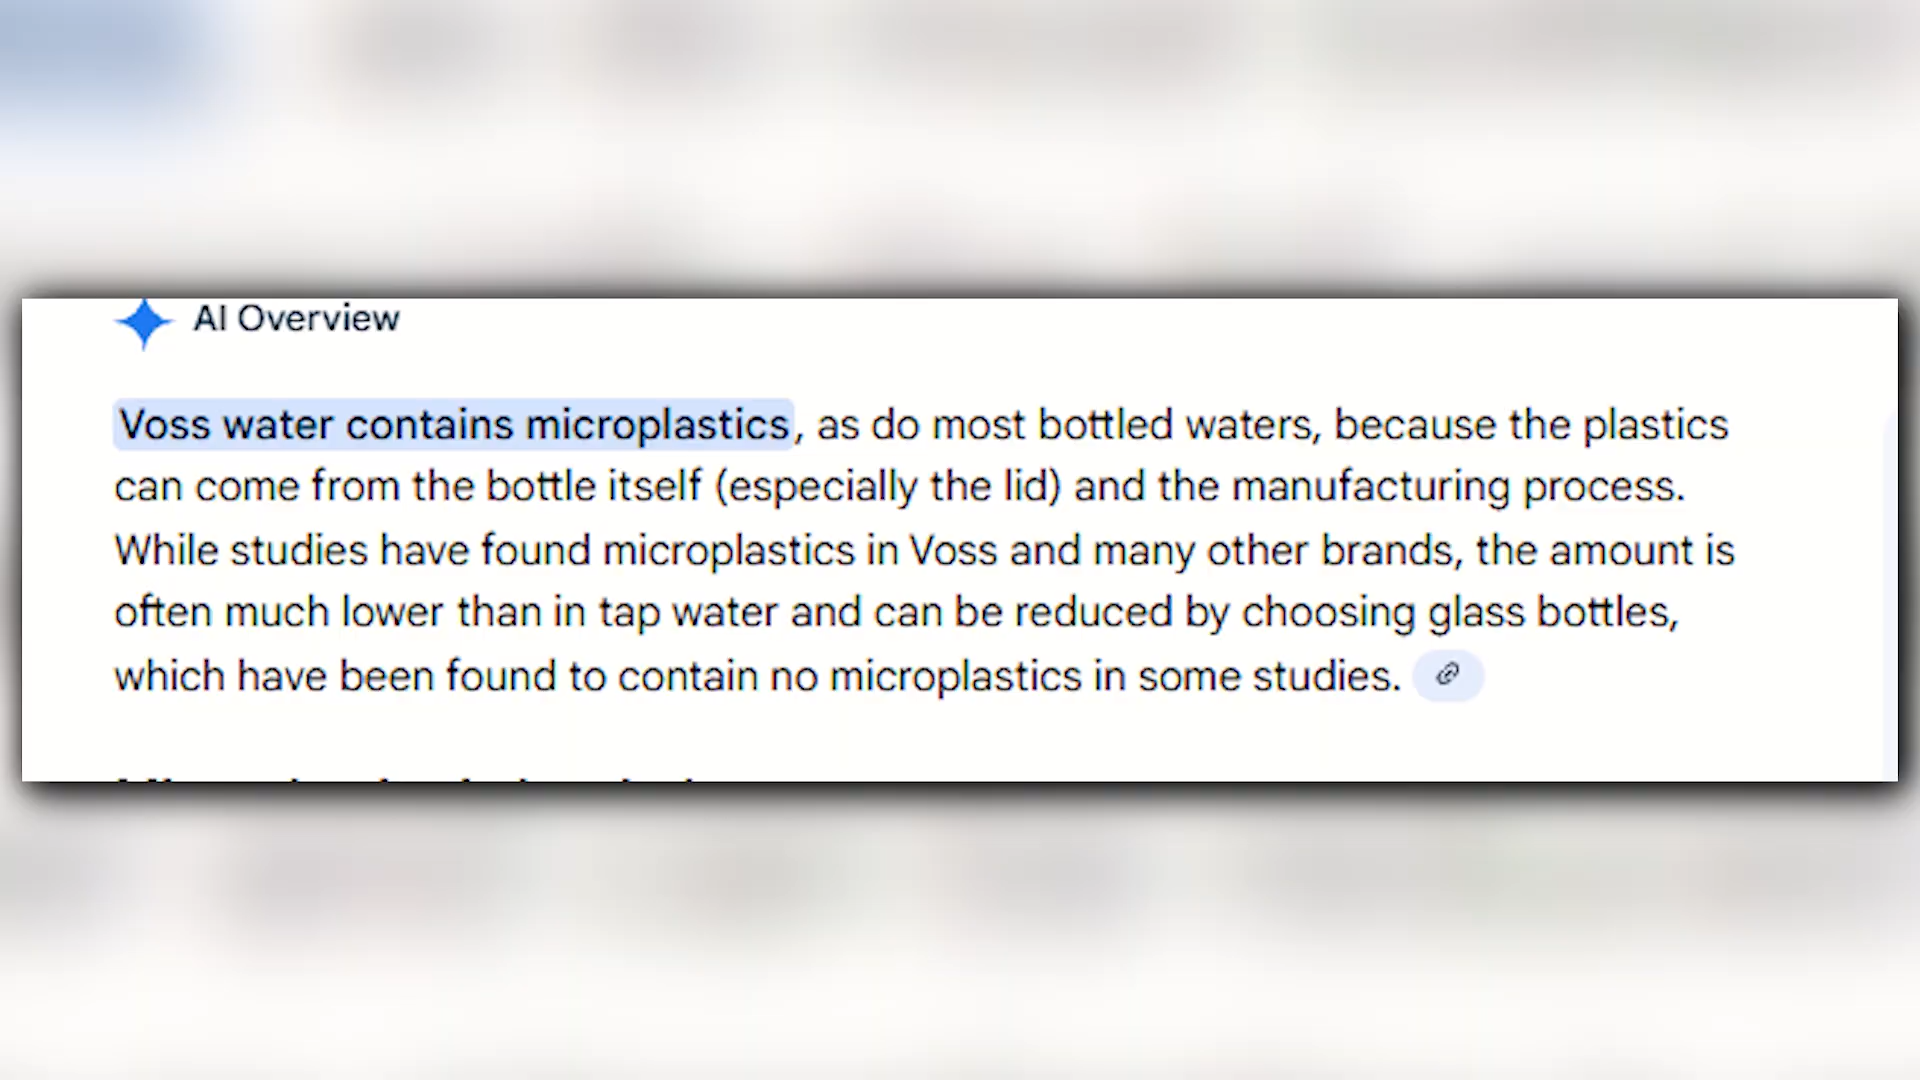 AI Overview
Voss water contains microplastics, as do most bottled waters, because the plastics
can come from the bottle itself (especially the lid) and the manufacturing process.
While studies have found microplastics in Voss and many other brands, the amount is
often much lower than in tap water and can be reduced by choosing glass bottles,
which have been found to contain no microplastics in some studies.